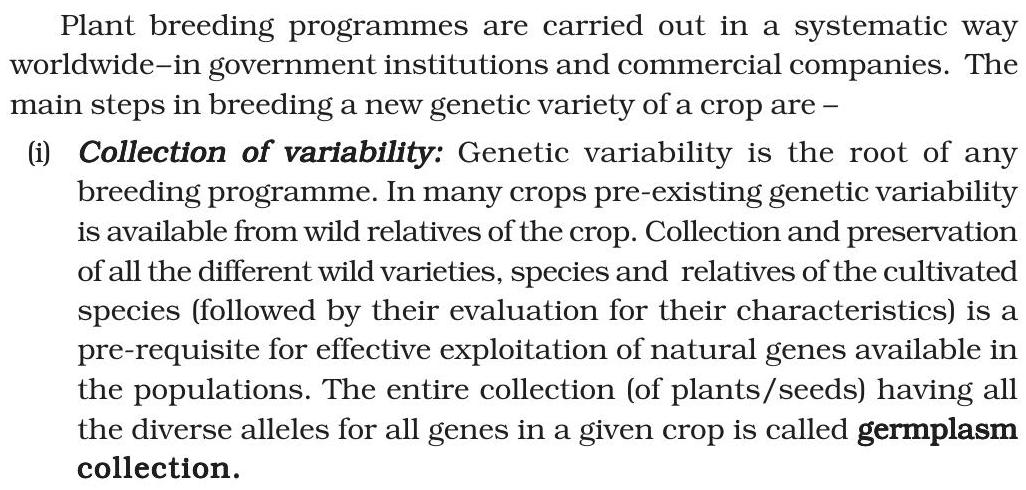 Plant breeding programmes are carried out in a systematic way
worldwide–in government institutions and commercial companies. The
main steps in breeding a new genetic variety of a crop are –
(i) Collection of variability: Genetic variability is the root of any
breeding programme. In many crops pre-existing genetic variability
is available from wild relatives of the crop. Collection and preservation
of all the different wild varieties, species and relatives of the cultivated
species (followed by their evaluation for their characteristics) is a
pre-requisite for effective exploitation of natural genes available in
the populations. The entire collection (of plants/seeds) having all
the diverse alleles for all genes in a given crop is called germplasm
collection.